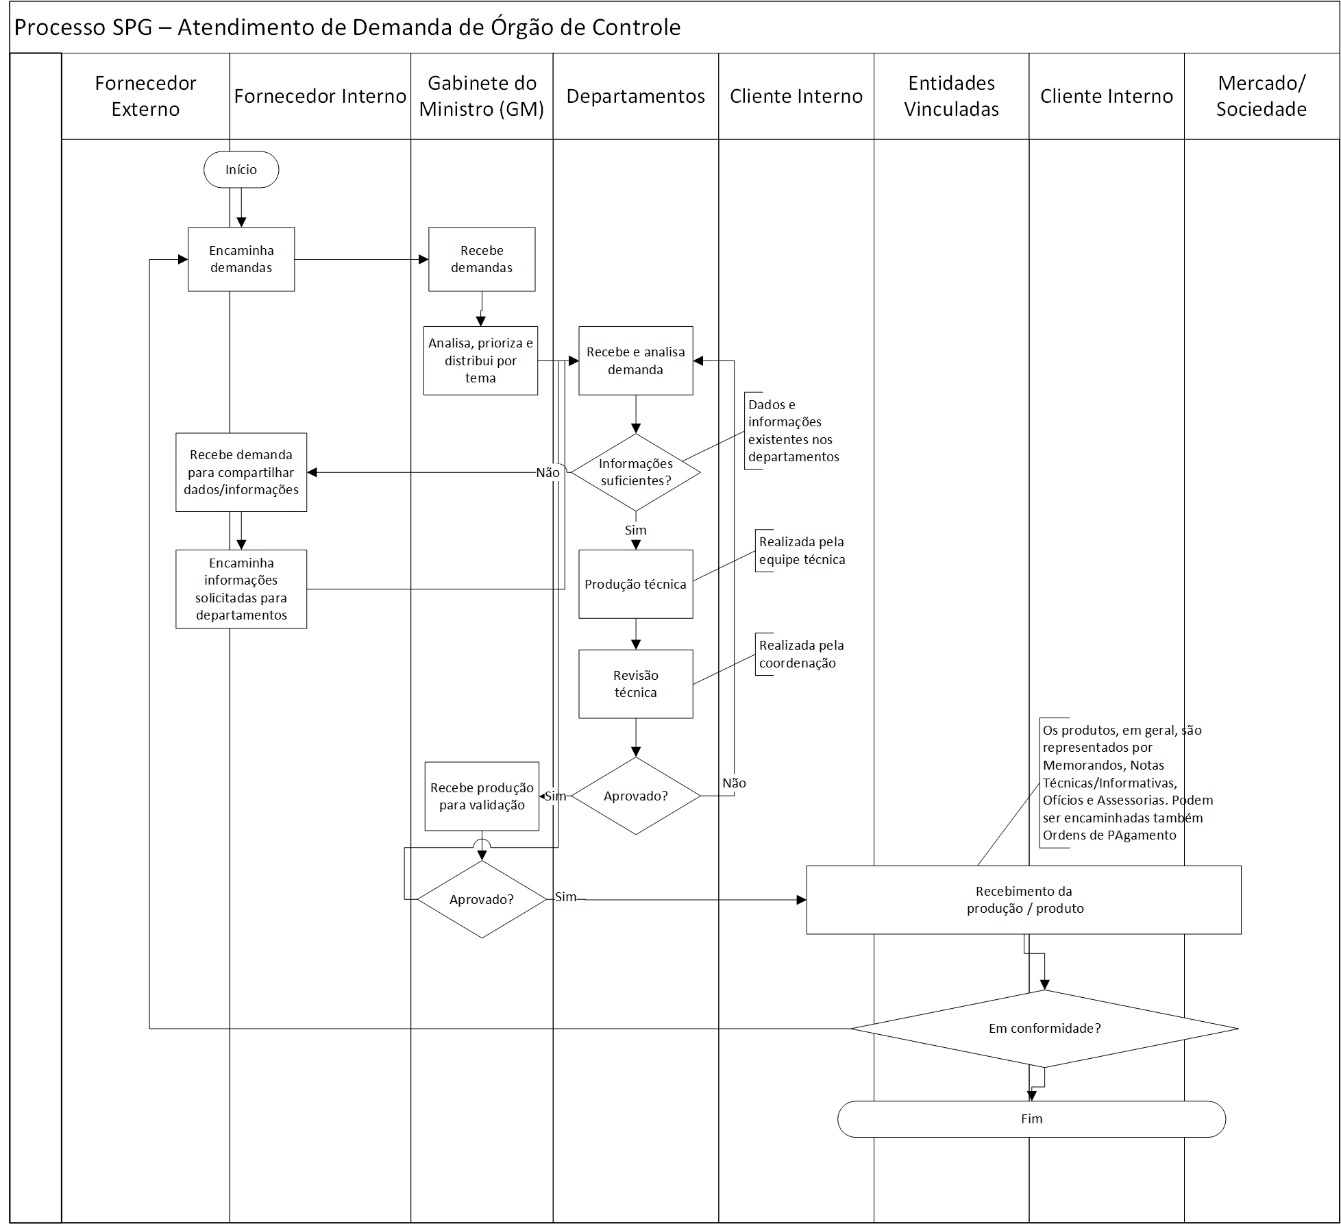 Processo SPG – Atendimento de Demanda de Órgão de Controle
Fornecedor
Externo
Fornecedor Interno
Gabinete do
Ministro (GM)
Departamentos
Cliente Interno
Entidades
Vinculadas
Cliente Interno
Mercado/
Sociedade
Início
Encaminha
demandas
Recebe
demandas
Analisa, prioriza e
distribui por
tema
Recebe e analisa
demanda
Dados e
informações
existentes nos
departamentos
Recebe demanda
para compartilhar
dados/informações
Não
Informações
suficientes?
Sim
Encaminha
informações
solicitadas para
departamentos
Produção técnica
Realizada pela
equipe técnica
Revisão
técnica
Realizada pela
coordenação
Os produtos, em geral, são
representados por
Memorandos, Notas
Técnicas/Informativas,
Ofícios e Assessorias. Podem
ser encaminhadas também
Ordens de PAgamento
Recebe produção
para validação
Sim
Aprovado?
Não
Aprovado?
Sim
Recebimento da
produção / produto
Em conformidade?
Fim